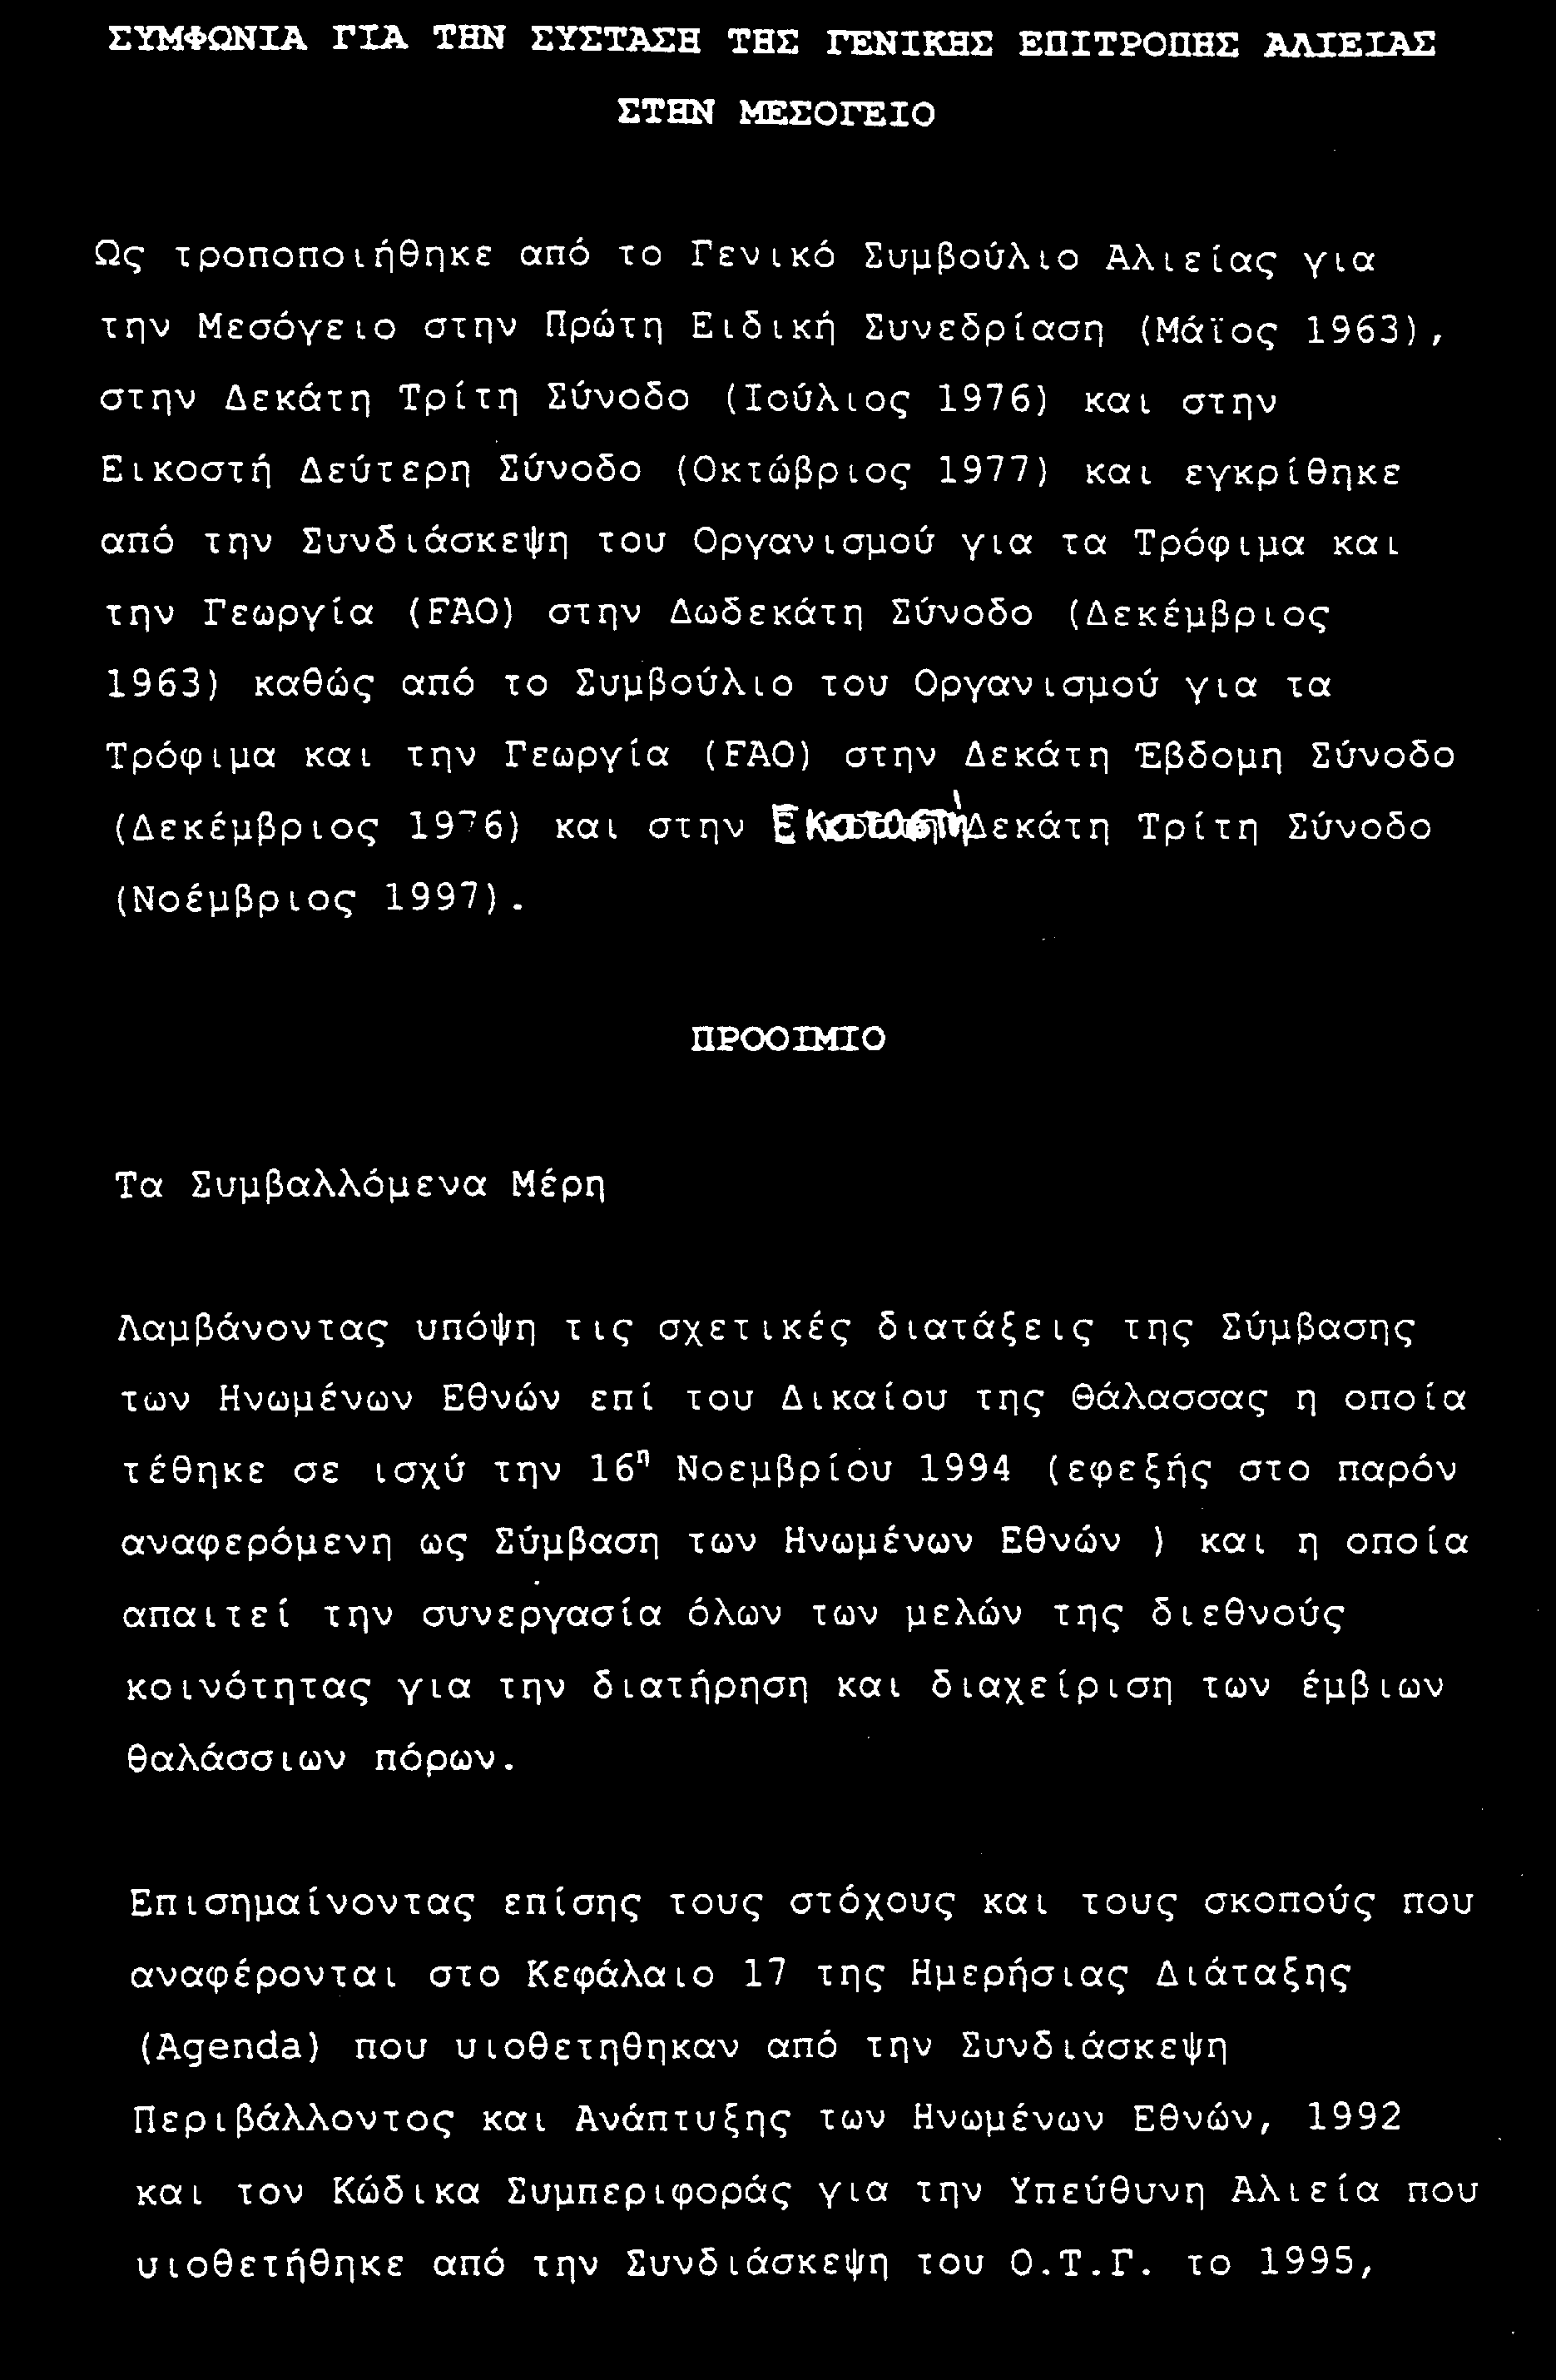 ΣΥΜΦΩΝΙΑ ΓΙΑ ΤΗΝ ΣΥΣΤΑΣΗ ΤΗΣ ΓΕΝΙΚΗΣ ΕΠΙΤΡΟΠΗΣ ΑΛΙΕΙΑΣ
ΣΤΗΝ ΜΕΣΟΓΕΙΟ
Ως τροποποιήθηκε από το Γενικό Συμβούλιο Αλιείας για
την Μεσόγειο στην Πρώτη Ειδική Συνεδρίαση (Μάϊος 1963),
στην Δεκάτη Τρίτη Σύνοδο (Ιούλιος 1976) και στην
Εικοστή Δεύτερη Σύνοδο (Οκτώβριος 1977) και εγκρίθηκε
από την Συνδιάσκεψη του Οργανισμού για τα Τρόφιμα και
την Γεωργία (FAO) στην Δωδεκάτη Σύνοδο (Δεκέμβριος
1963) καθώς από το Συμβούλιο του Οργανισμού για τα
Τρόφιμα και την Γεωργία (FAO) στην Δεκάτη Έβδομη Σύνοδο
(Δεκέμβριος 1976) και στην Εκατοστή Δεκάτη Τρίτη Σύνοδο
(Νοέμβριος 1997).
ΠΡΟΟΙΜΙΟ
Τα Συμβαλλόμενα Μέρη
Λαμβάνοντας υπόψη τις σχετικές διατάξεις της Σύμβασης
των Ηνωμένων Εθνών επί του Δικαίου της Θάλασσας η οποία
τέθηκε σε ισχύ την 16η Νοεμβρίου 1994 (εφεξής στο παρόν
αναφερόμενη ως Σύμβαση των Ηνωμένων Εθνών ) και η οποία
απαιτεί την συνεργασία όλων των μελών της διεθνούς
κοινότητας για την διατήρηση και διαχείριση των έμβιων
θαλάσσιων πόρων.
Επισημαίνοντας επίσης τους στόχους και τους σκοπούς που
αναφέρονται στο Κεφάλαιο 17 της Ημερήσιας Διάταξης
(Agenda) που υιοθετηθηκαν από την Συνδιάσκεψη
Περιβάλλοντος και Ανάπτυξης των Ηνωμένων Εθνών, 1992
και τον Κώδικα Συμπεριφοράς για την Υπεύθυνη Αλιεία που
υιοθετήθηκε από την Συνδιάσκεψη του Ο.Τ.Γ. το 1995,